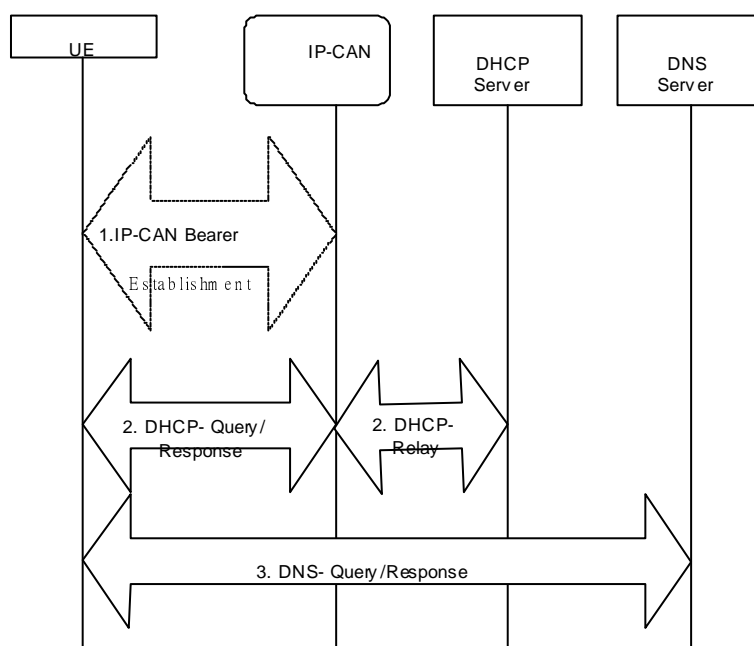 UE
IP-CAN
DHCP
Server
DNS
Server
1.IP-CAN Bearer
Establishment
2. DHCP- Query/
Response
2. DHCP-
Relay
3. DNS- Query/Response